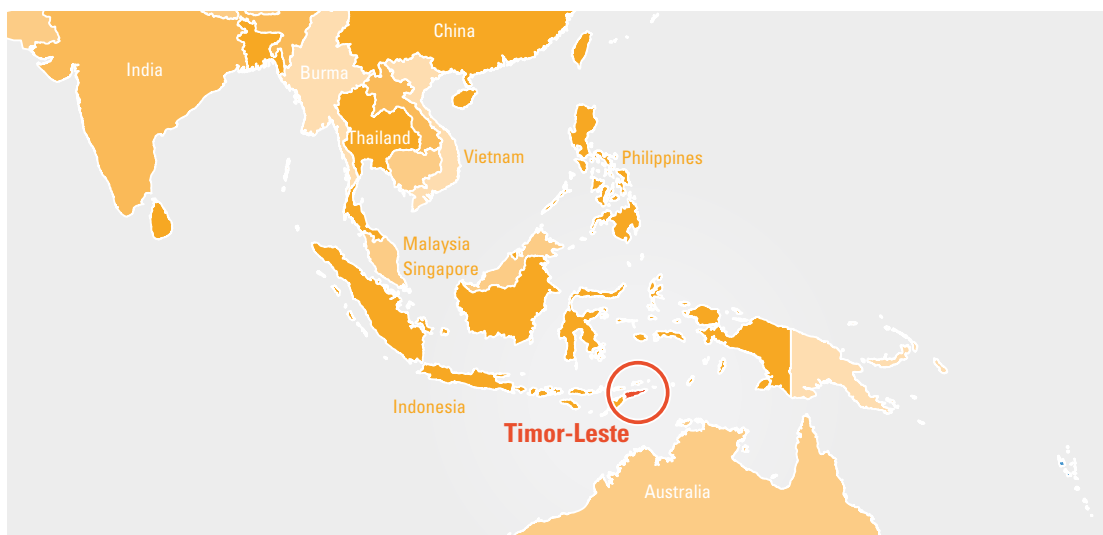 China
India
Burma
Thailand
Vietnam
Philippines
Malaysia
Singapore
Indonesia
Timor-Leste
Australia